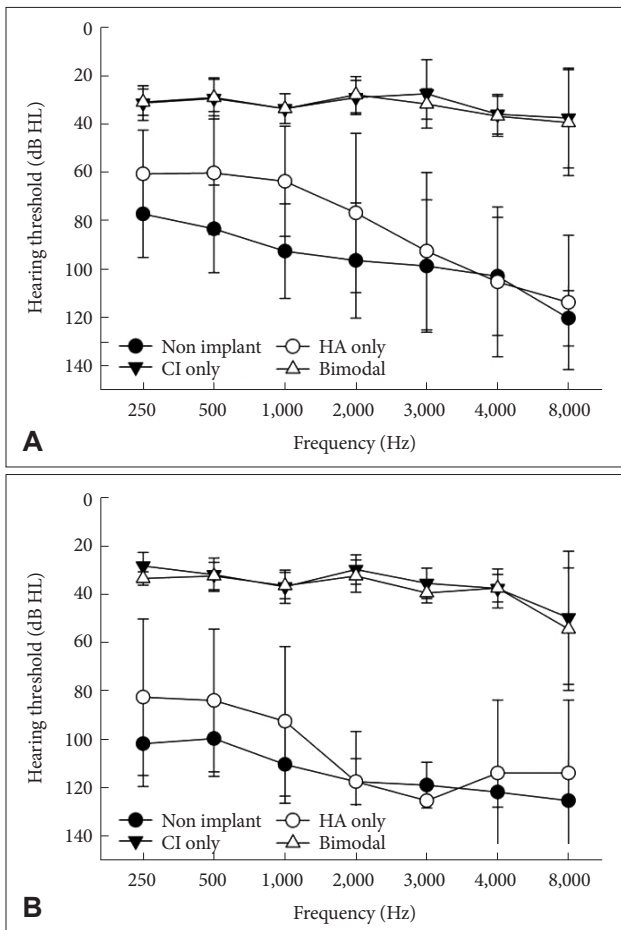 0
20
40
60
80
100
120
140
Hearing threshold (dB HL)
Non implant HA only
CI only Bimodal
250 500 1,000 2,000 3,000 4,000 8,000
A
Frequency (Hz)
0
20
40
60
80
100
120
140
Hearing threshold (dB HL)
Non implant HA only
CI only Bimodal
250 500 1,000 2,000 3,000 4,000 8,000
B
Frequency (Hz)